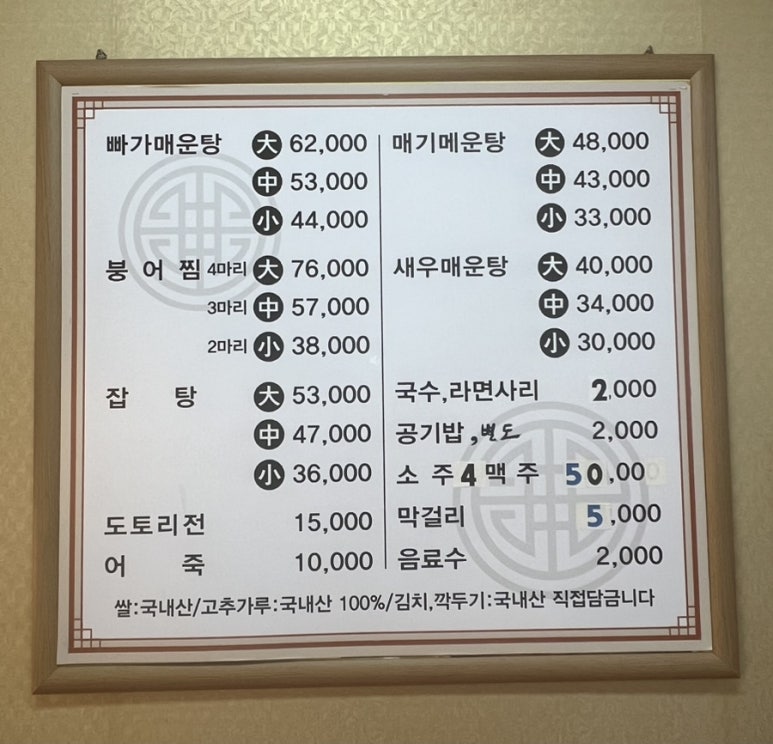 빠가매운탕 大 62,000
中 53,000
小 44,000
붕어찜 4마리 大 76,000
3마리 中 57,000
2마리 小 38,000
잡탕 大 53,000
中 47,000
小 36,000
도토리전 15,000
어죽 10,000
매기메운탕 大 48,000
中 43,000
小 33,000
새우매운탕 大 40,000
中 34,000
小 30,000
국수,라면사리 2,000
공기밥,별도 2,000
소주4맥주 50,000
막걸리 5,000
음료수 2,000
쌀:국내산/고추가루:국내산 100%/김치,깍두기:국내산 직접담금니다